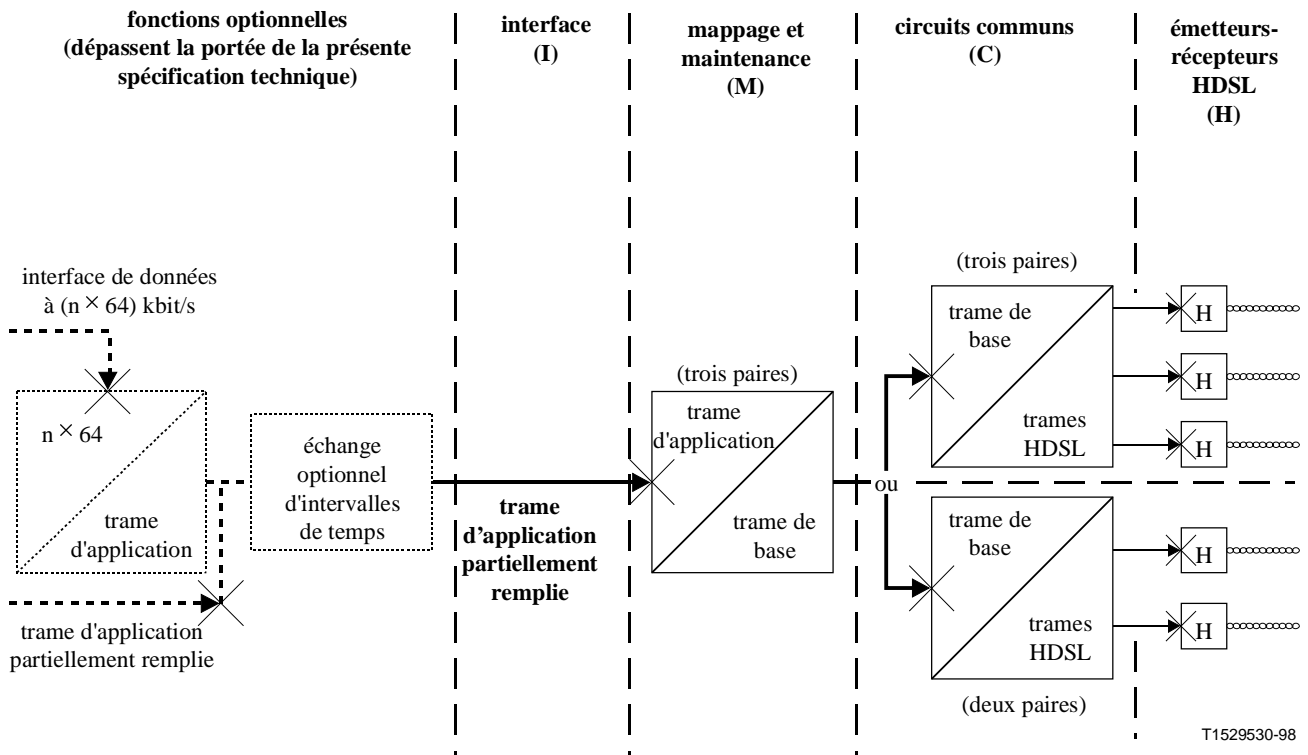 fonctions optionnelles
(dépassent la portée de la présente
spécification technique)
interface
(I)
mappage et
maintenance
(M)
circuits communs
(C)
émetteurs-
récepteurs
HDSL
(H)
interface de données
à (n × 64) kbit/s
n × 64
trame
d'application
trame d'application
partiellement remplie
échange
optionnel
d'intervalles
de temps
trame
d’application
partiellement
remplie
(trois paires)
trame
d'application
trame de
base
ou
(trois paires)
trame de
base
trames
HDSL
H
H
H
trame de
base
trames
HDSL
(deux paires)
H
H
T1529530-98